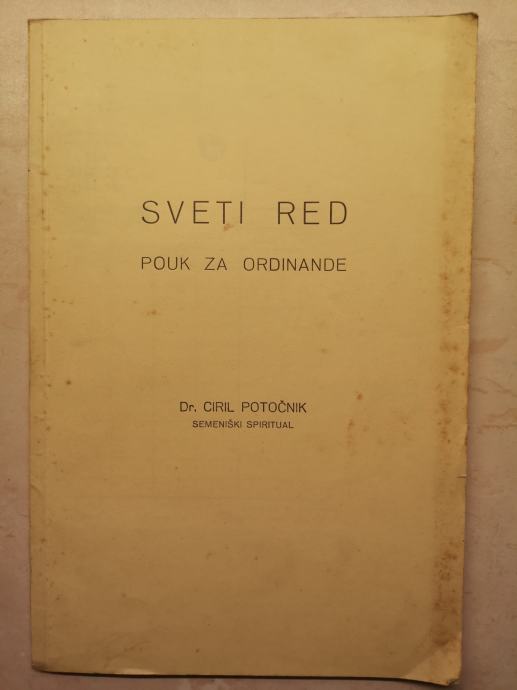 SVETI RED
POUK ZA ORDINANDE
Dr. CIRIL POTOČNIK
SEMENIŠKI SPIRITUAL